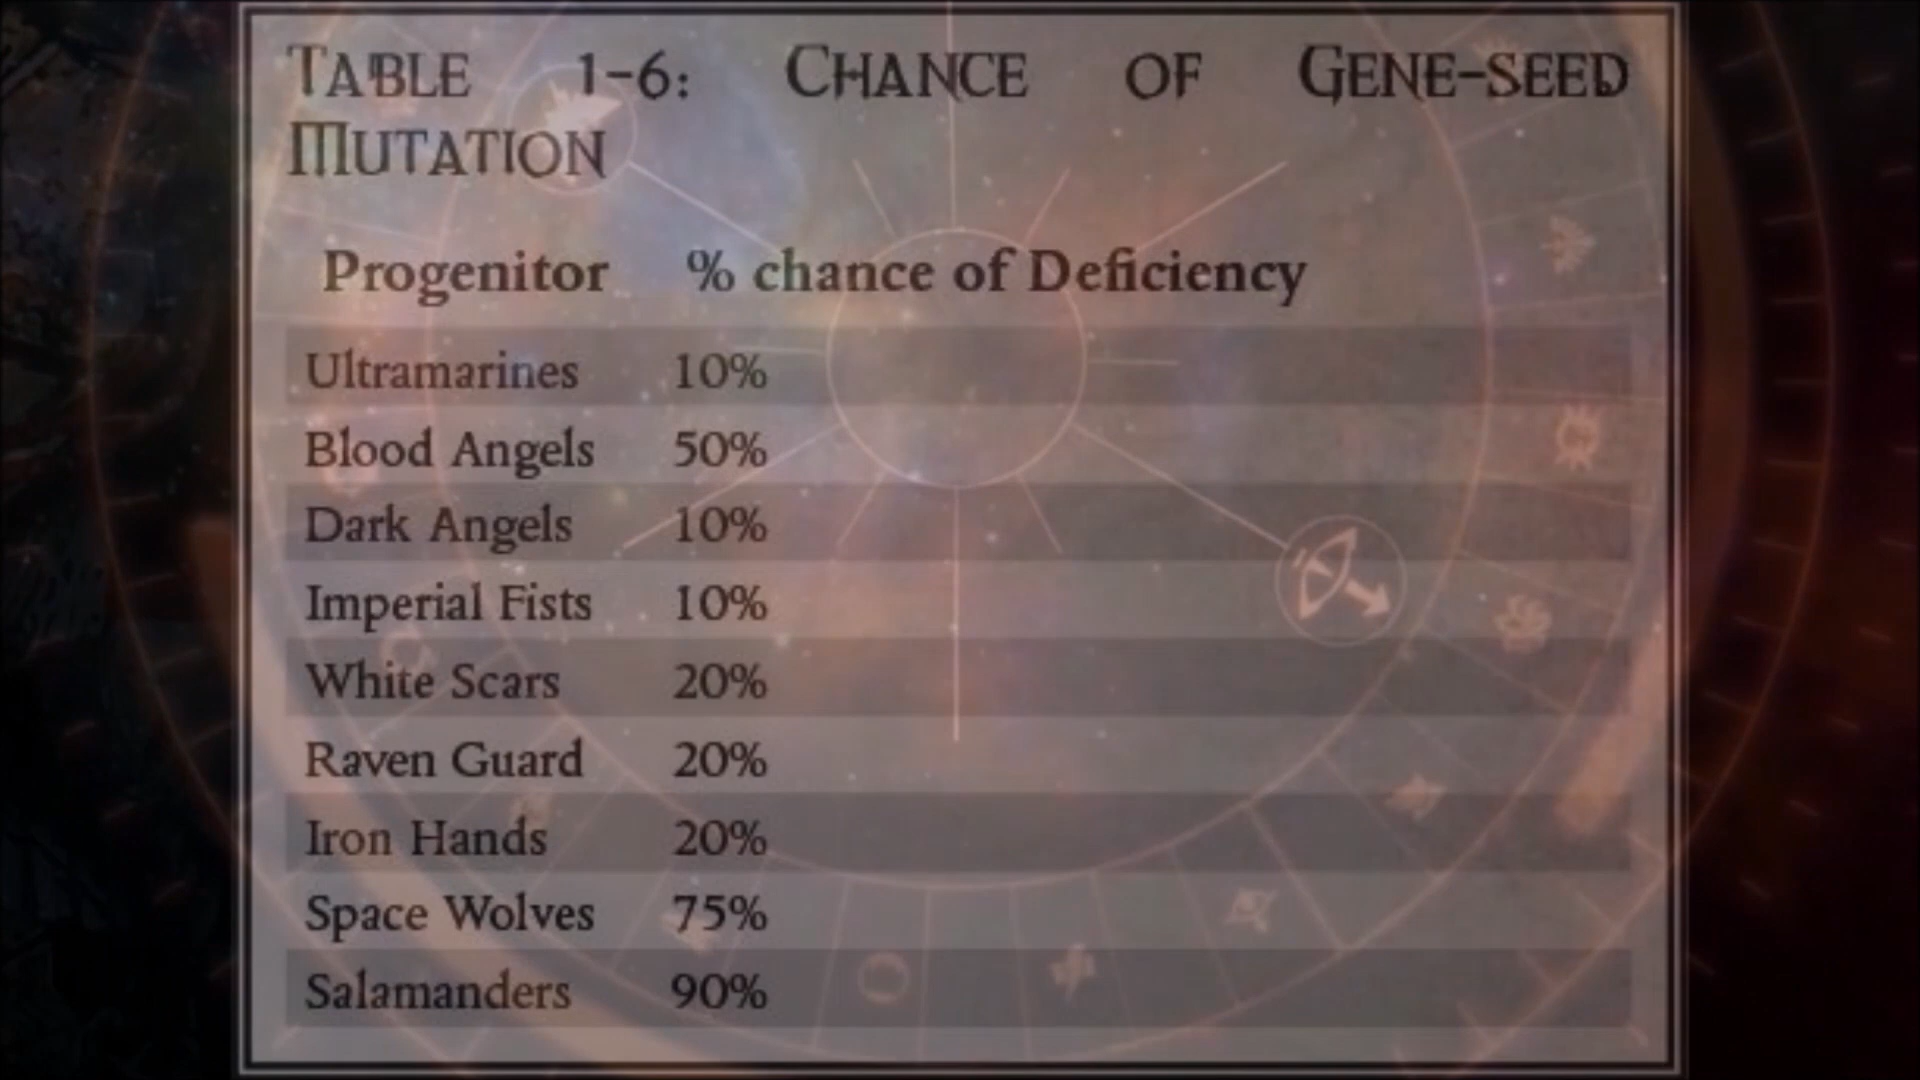 TABLE 1-6: CHANCE OF GENE-SEED
MUTATION
Progenitor % chance of Deficiency
Ultramarines 10%
Blood Angels 50%
Dark Angels 10%
Imperial Fists 10%
White Scars 20%
Raven Guard 20%
Iron Hands 20%
Space Wolves 75%
Salamanders 90%